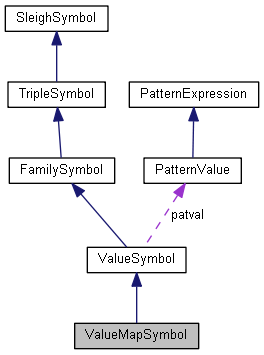 SleighSymbol
TripleSymbol
PatternExpression
FamilySymbol
PatternValue
patval
ValueSymbol
ValueMapSymbol